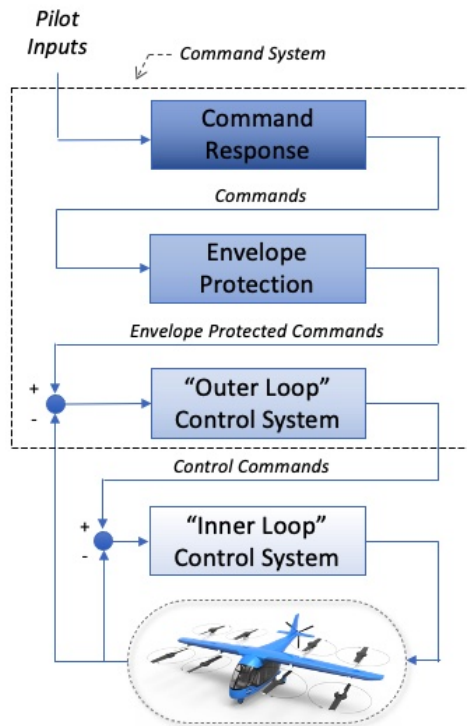 Pilot
Inputs
Command System
Command
Response
Commands
Envelope
Protection
Envelope Protected Commands
+
-
“Outer Loop”
Control System
Control Commands
+
-
“Inner Loop”
Control System